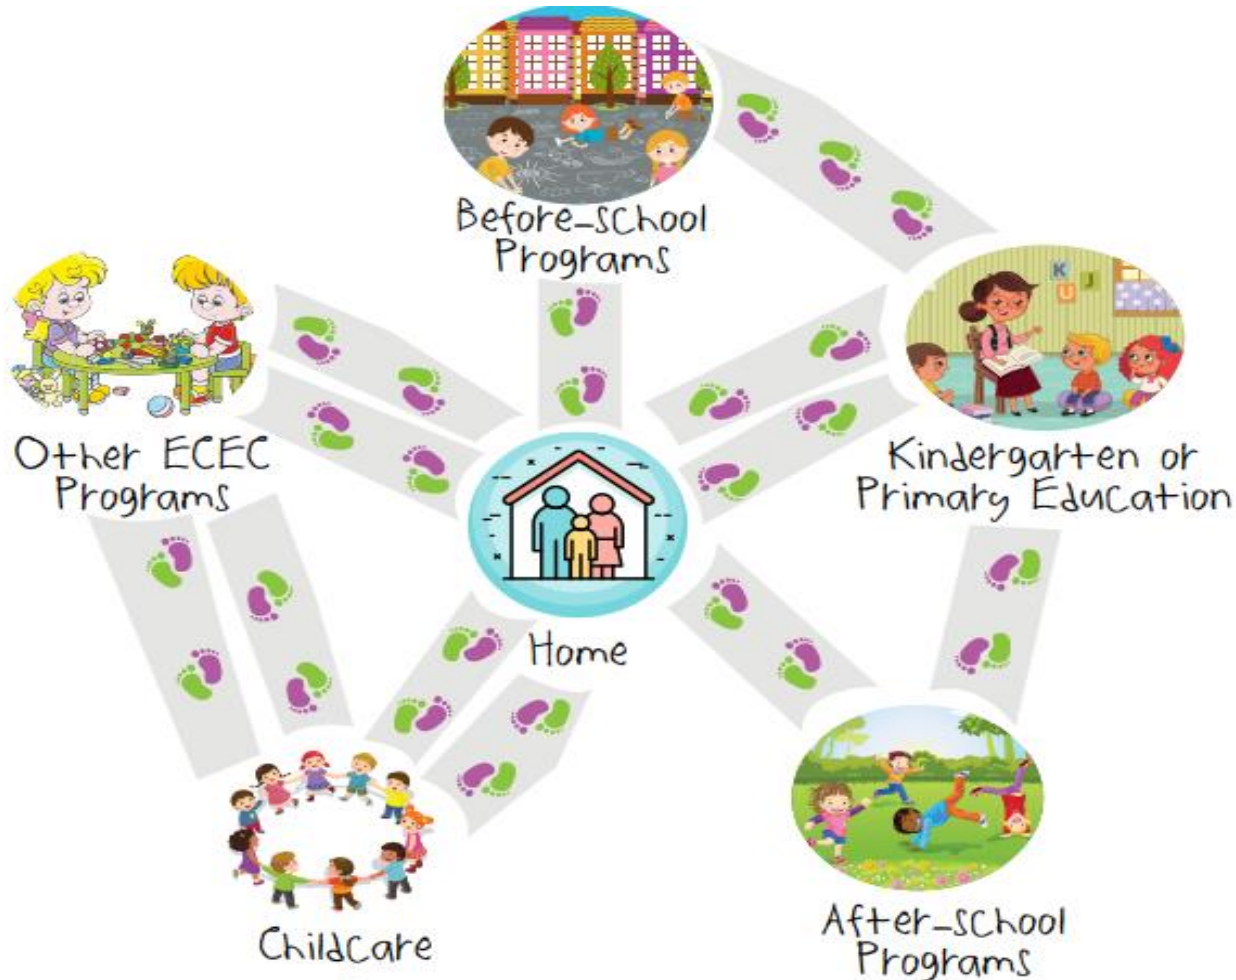 Before-school
Programs
K
J
U
Other ECEC
Programs
Kindergarten or
Primary Education
Home
ChildCare
After-school
Programs